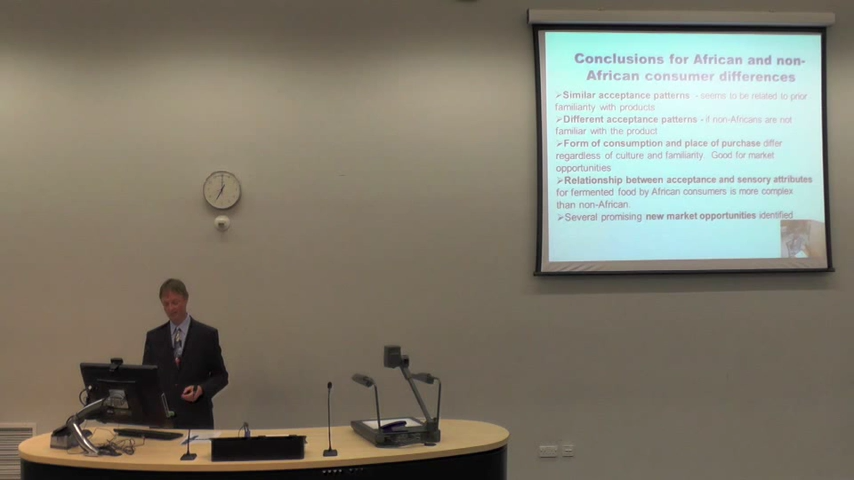 Conclusions for African and non-
African consumer differences
➢Similar acceptance patterns - seems to be related to prior
familiarity with products
➢Different acceptance patterns - if non-Africans are not
familiar with the product
➢Form of consumption and place of purchase differ
regardless of culture and familiarity. Good for market
opportunities
➢Relationship between acceptance and sensory attributes
for fermented food by African consumers is more complex
than non-African.
➢Several promising new market opportunities identified